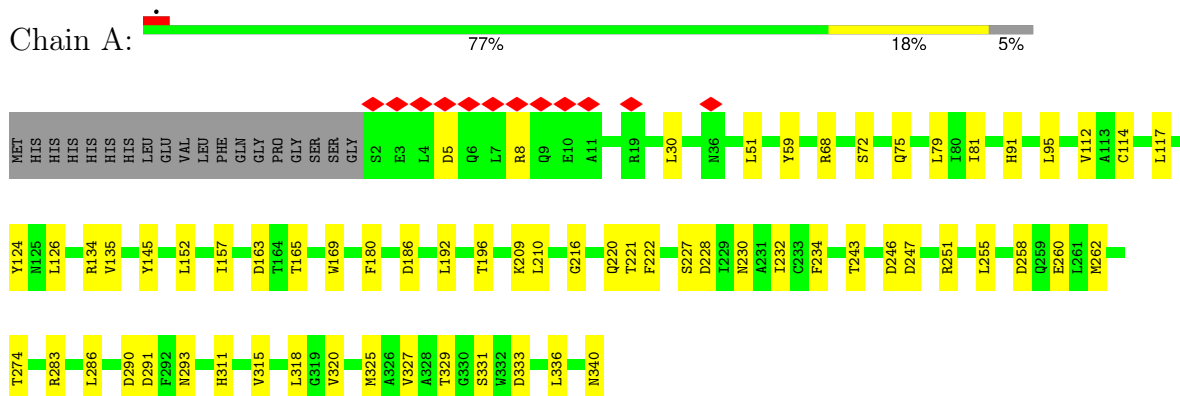 Chain A:
77% 18% 5%
MET HIS HIS HIS HIS HIS HIS LEU GLU VAL LEU PHE GLN GLY PRO GLY SER SER GLY S2 E3 L4 D5 Q6 L7 R8 Q9 E10 A11 R19 L30 N36 L51 Y59 R68 S72 Q75 L79 I80 I81 H91 L95 V112 A113 C114 L117
Y124 N125 L126 R134 V135 Y145 L152 I157 D163 T164 T165 W169 F180 D186 L192 T196 K209 L210 G216 Q220 T221 F222 S227 D228 I229 N230 A231 I232 C233 F234 T243 D246 D247 R251 L255 D258 Q259 E260 L261 M262
T274 R283 L286 D290 D291 F292 N293 H311 V315 L318 G319 V320 M325 A326 V327 A328 T329 G330 S331 W332 D333 L336 N340